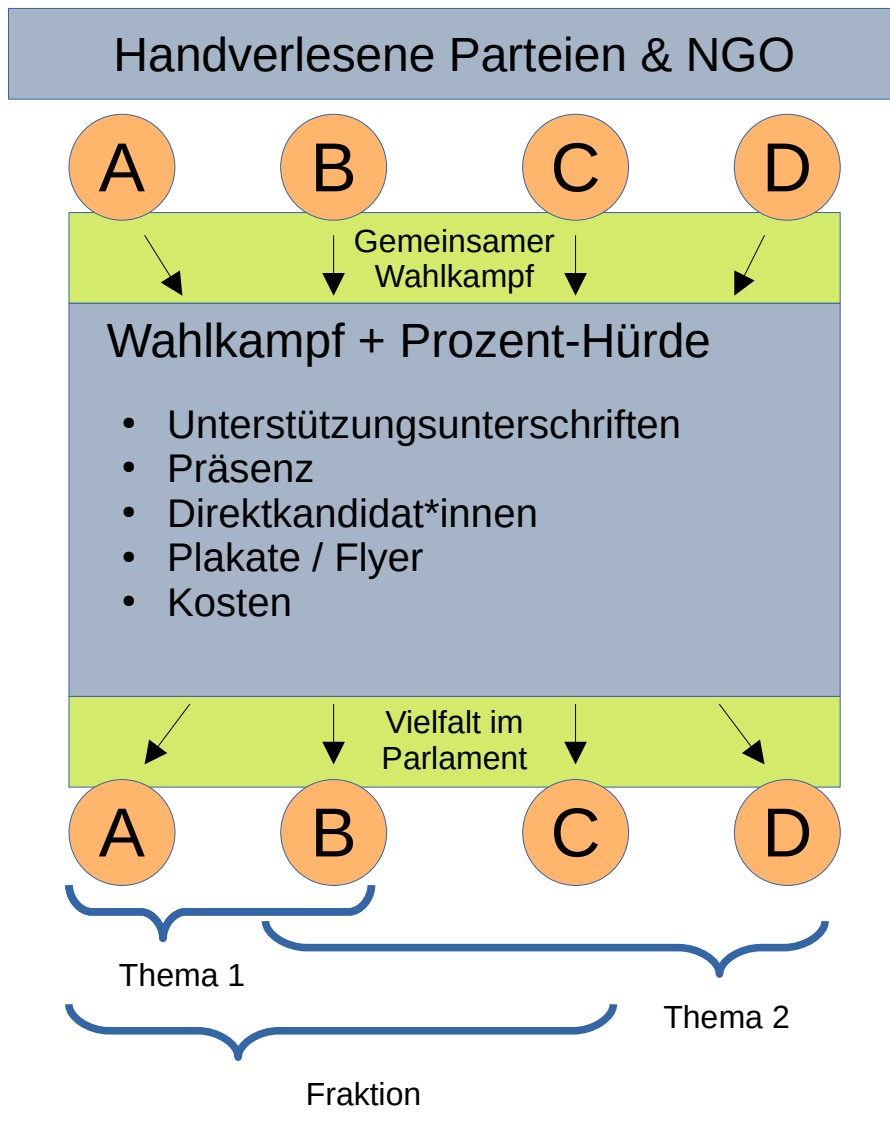 Handverlesene Parteien & NGO
A B C D
Gemeinsamer
Wahlkampf
Wahlkampf + Prozent-Hürde
• Unterstützungsunterschriften
• Präsenz
• Direktkandidat*innen
• Plakate / Flyer
• Kosten
Vielfalt im
Parlament
A B C D
Thema 1
Thema 2
Fraktion